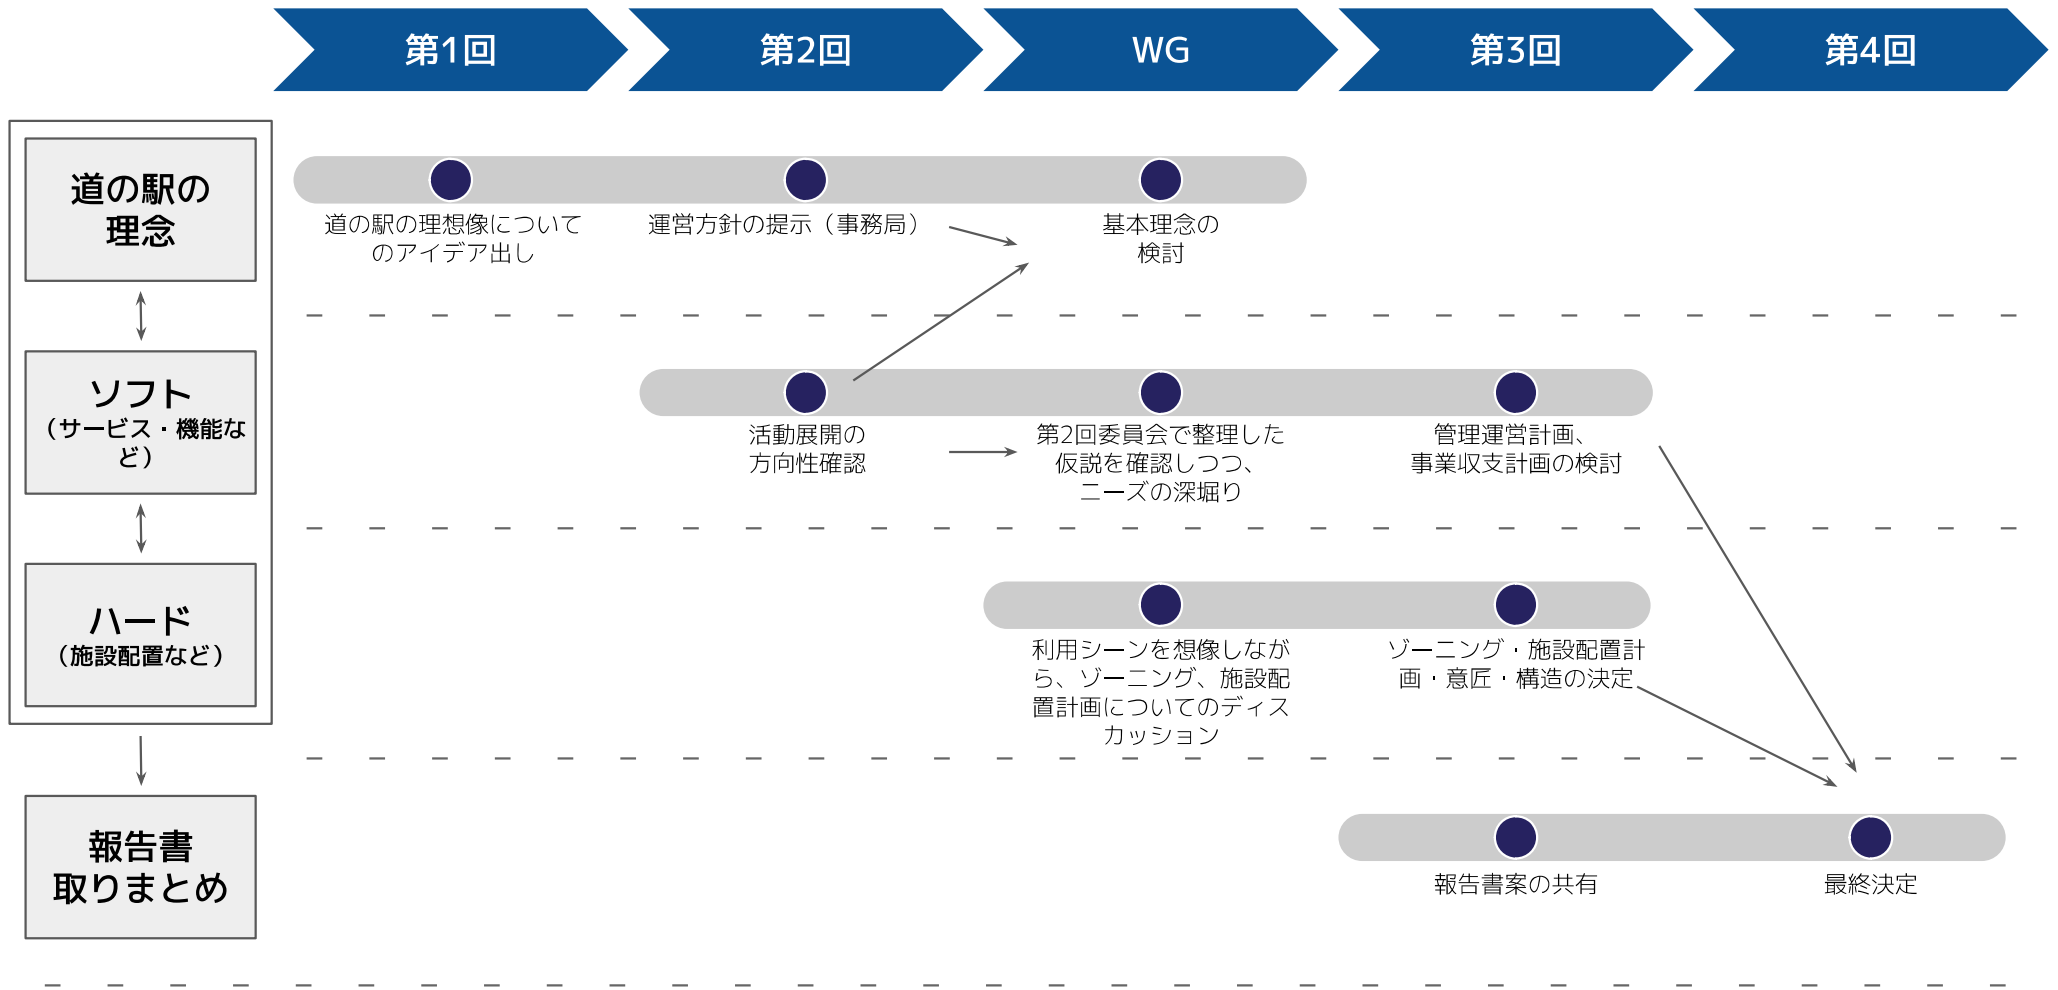 第1回
第2回
WG
第3回
第4回
道の駅の
理念
道の駅の理想像について
のアイデア出し
運営方針の提示（事務局）
基本理念の
検討
ソフト
（サービス・機能な
ど）
活動展開の
方向性確認
第2回委員会で整理した
仮説を確認しつつ、
ニーズの深堀り
管理運営計画、
事業収支計画の検討
ハード
（施設配置など）
利用シーンを想像しなが
ら、ゾーニング、施設配
置計画についてのディス
カッション
ゾーニング・施設配置計
画・意匠・構造の決定
報告書
取りまとめ
報告書案の共有
最終決定